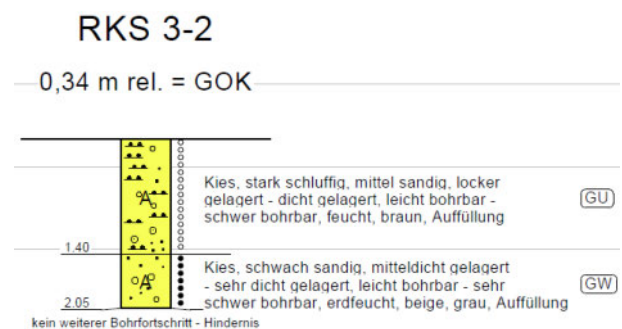 RKS 3-2
0,34 m rel. = GOK
A
Kies, stark schluffig, mittel sandig, locker
gelagert - dicht gelagert, leicht bohrbar -
schwer bohrbar, feucht, braun, Auffüllung
GU
1.40
A
Kies, schwach sandig, mitteldicht gelagert
- sehr dicht gelagert, leicht bohrbar - sehr
schwer bohrbar, erdfeucht, beige, grau, Auffüllung
GW
2.05
kein weiterer Bohrfortschritt - Hindernis